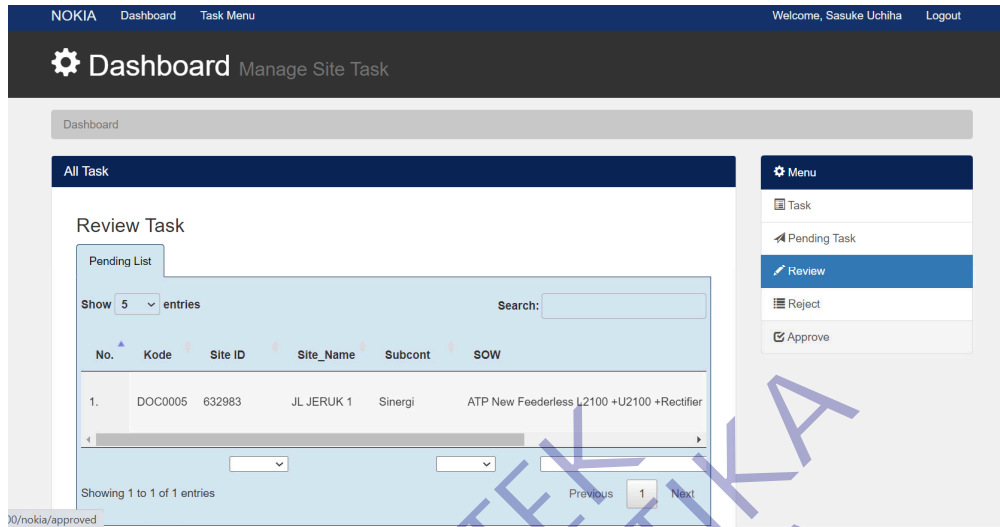 NOKIA Dashboard Task Menu Welcome, Sasuke Uchiha Logout
Dashboard Manage Site Task
Dashboard
All Task
Review Task
Pending List
Show 5 entries Search:
No. Kode Site ID Site_Name Subcont SOW
1. DOC0005 632983 JL JERUK 1 Sinergi ATP New Feederless L2100 +U2100 +Rectifier
Showing 1 to 1 of 1 entries Previous 1 Next
Menu
Task
Pending Task
Review
Reject
Approve
00/nokia/approved
TEK
TIKA